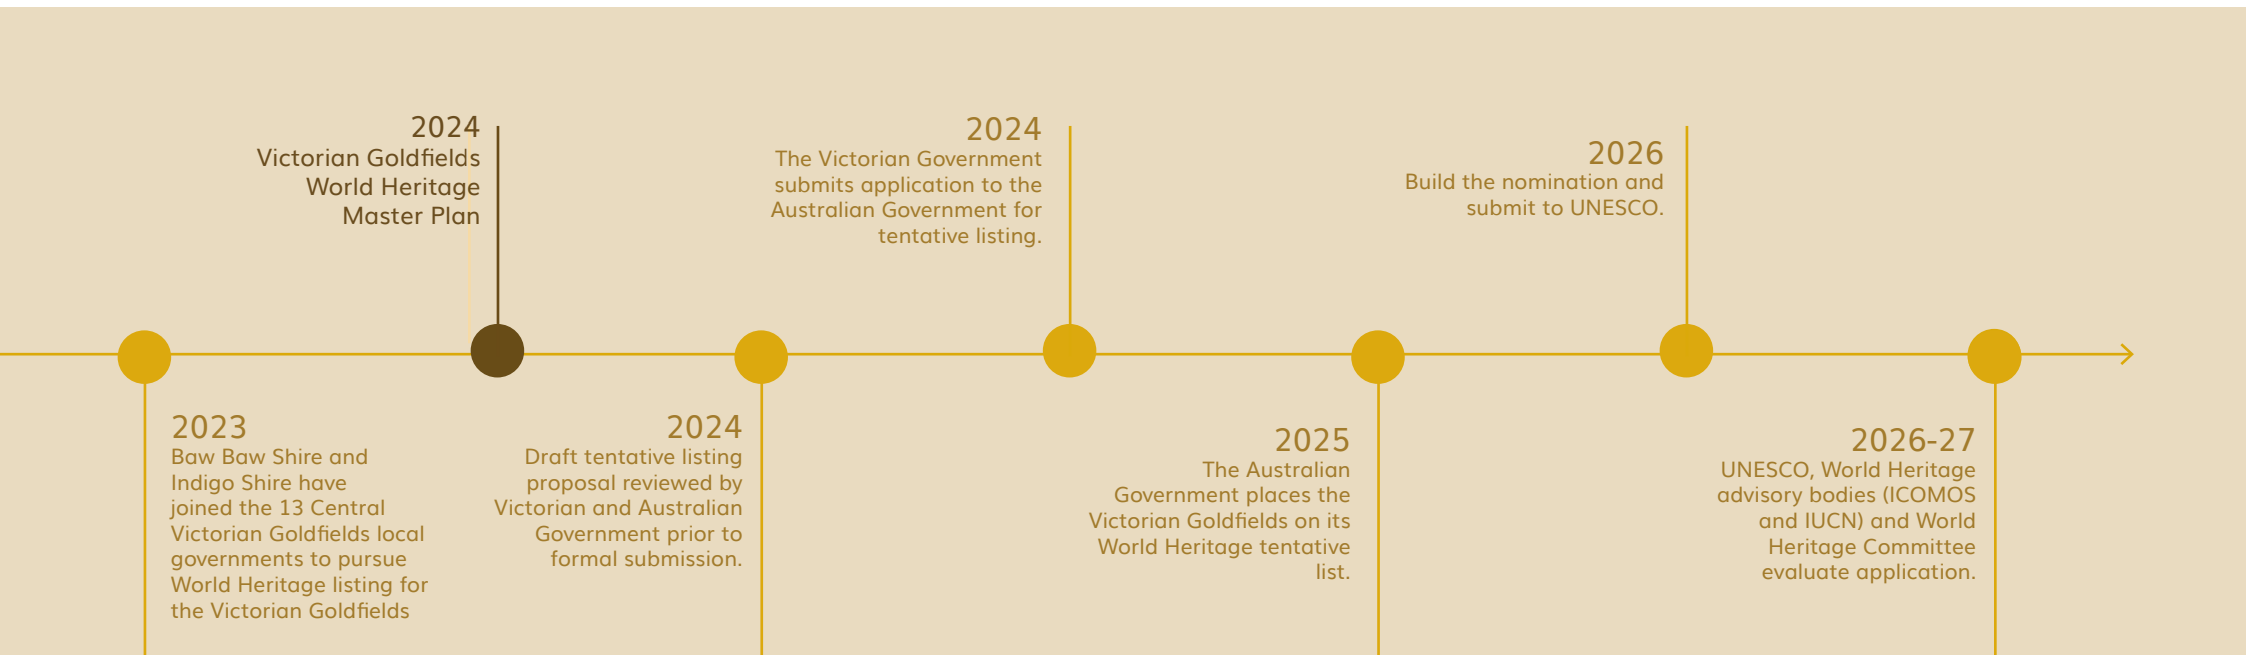 2024
Victorian Goldfields
World Heritage
Master Plan
2024
The Victorian Government
submits application to the
Australian Government for
tentative listing.
2026
Build the nomination and
submit to UNESCO.
2023
Baw Baw Shire and
Indigo Shire have
joined the 13 Central
Victorian Goldfields local
governments to pursue
World Heritage listing for
the Victorian Goldfields
2024
Draft tentative listing
proposal reviewed by
Victorian and Australian
Government prior to
formal submission.
2025
The Australian
Government places the
Victorian Goldfields on its
World Heritage tentative
list.
2026-27
UNESCO, World Heritage
advisory bodies (ICOMOS
and IUCN) and World
Heritage Committee
evaluate application.